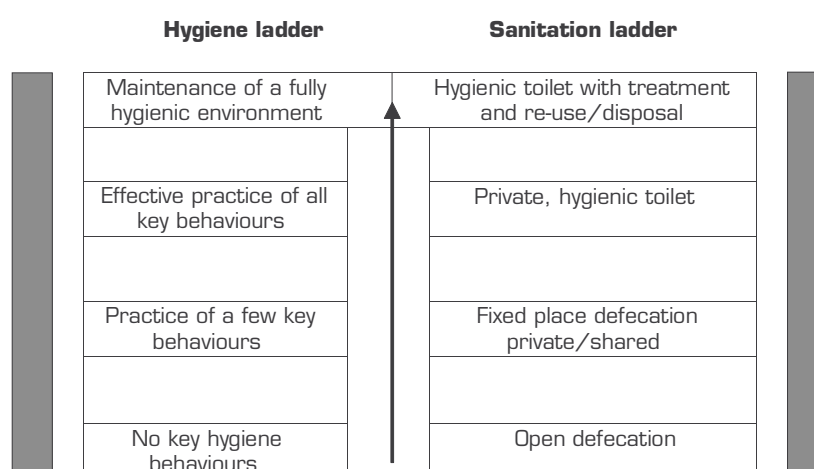 Hygiene ladder
Sanitation ladder
Maintenance of a fully
hygienic environment
Hygienic toilet with treatment
and re-use/disposal
Effective practice of all
key behaviours
Private, hygienic toilet
Practice of a few key
behaviours
Fixed place defecation
private/shared
No key hygiene
behaviours
Open defecation